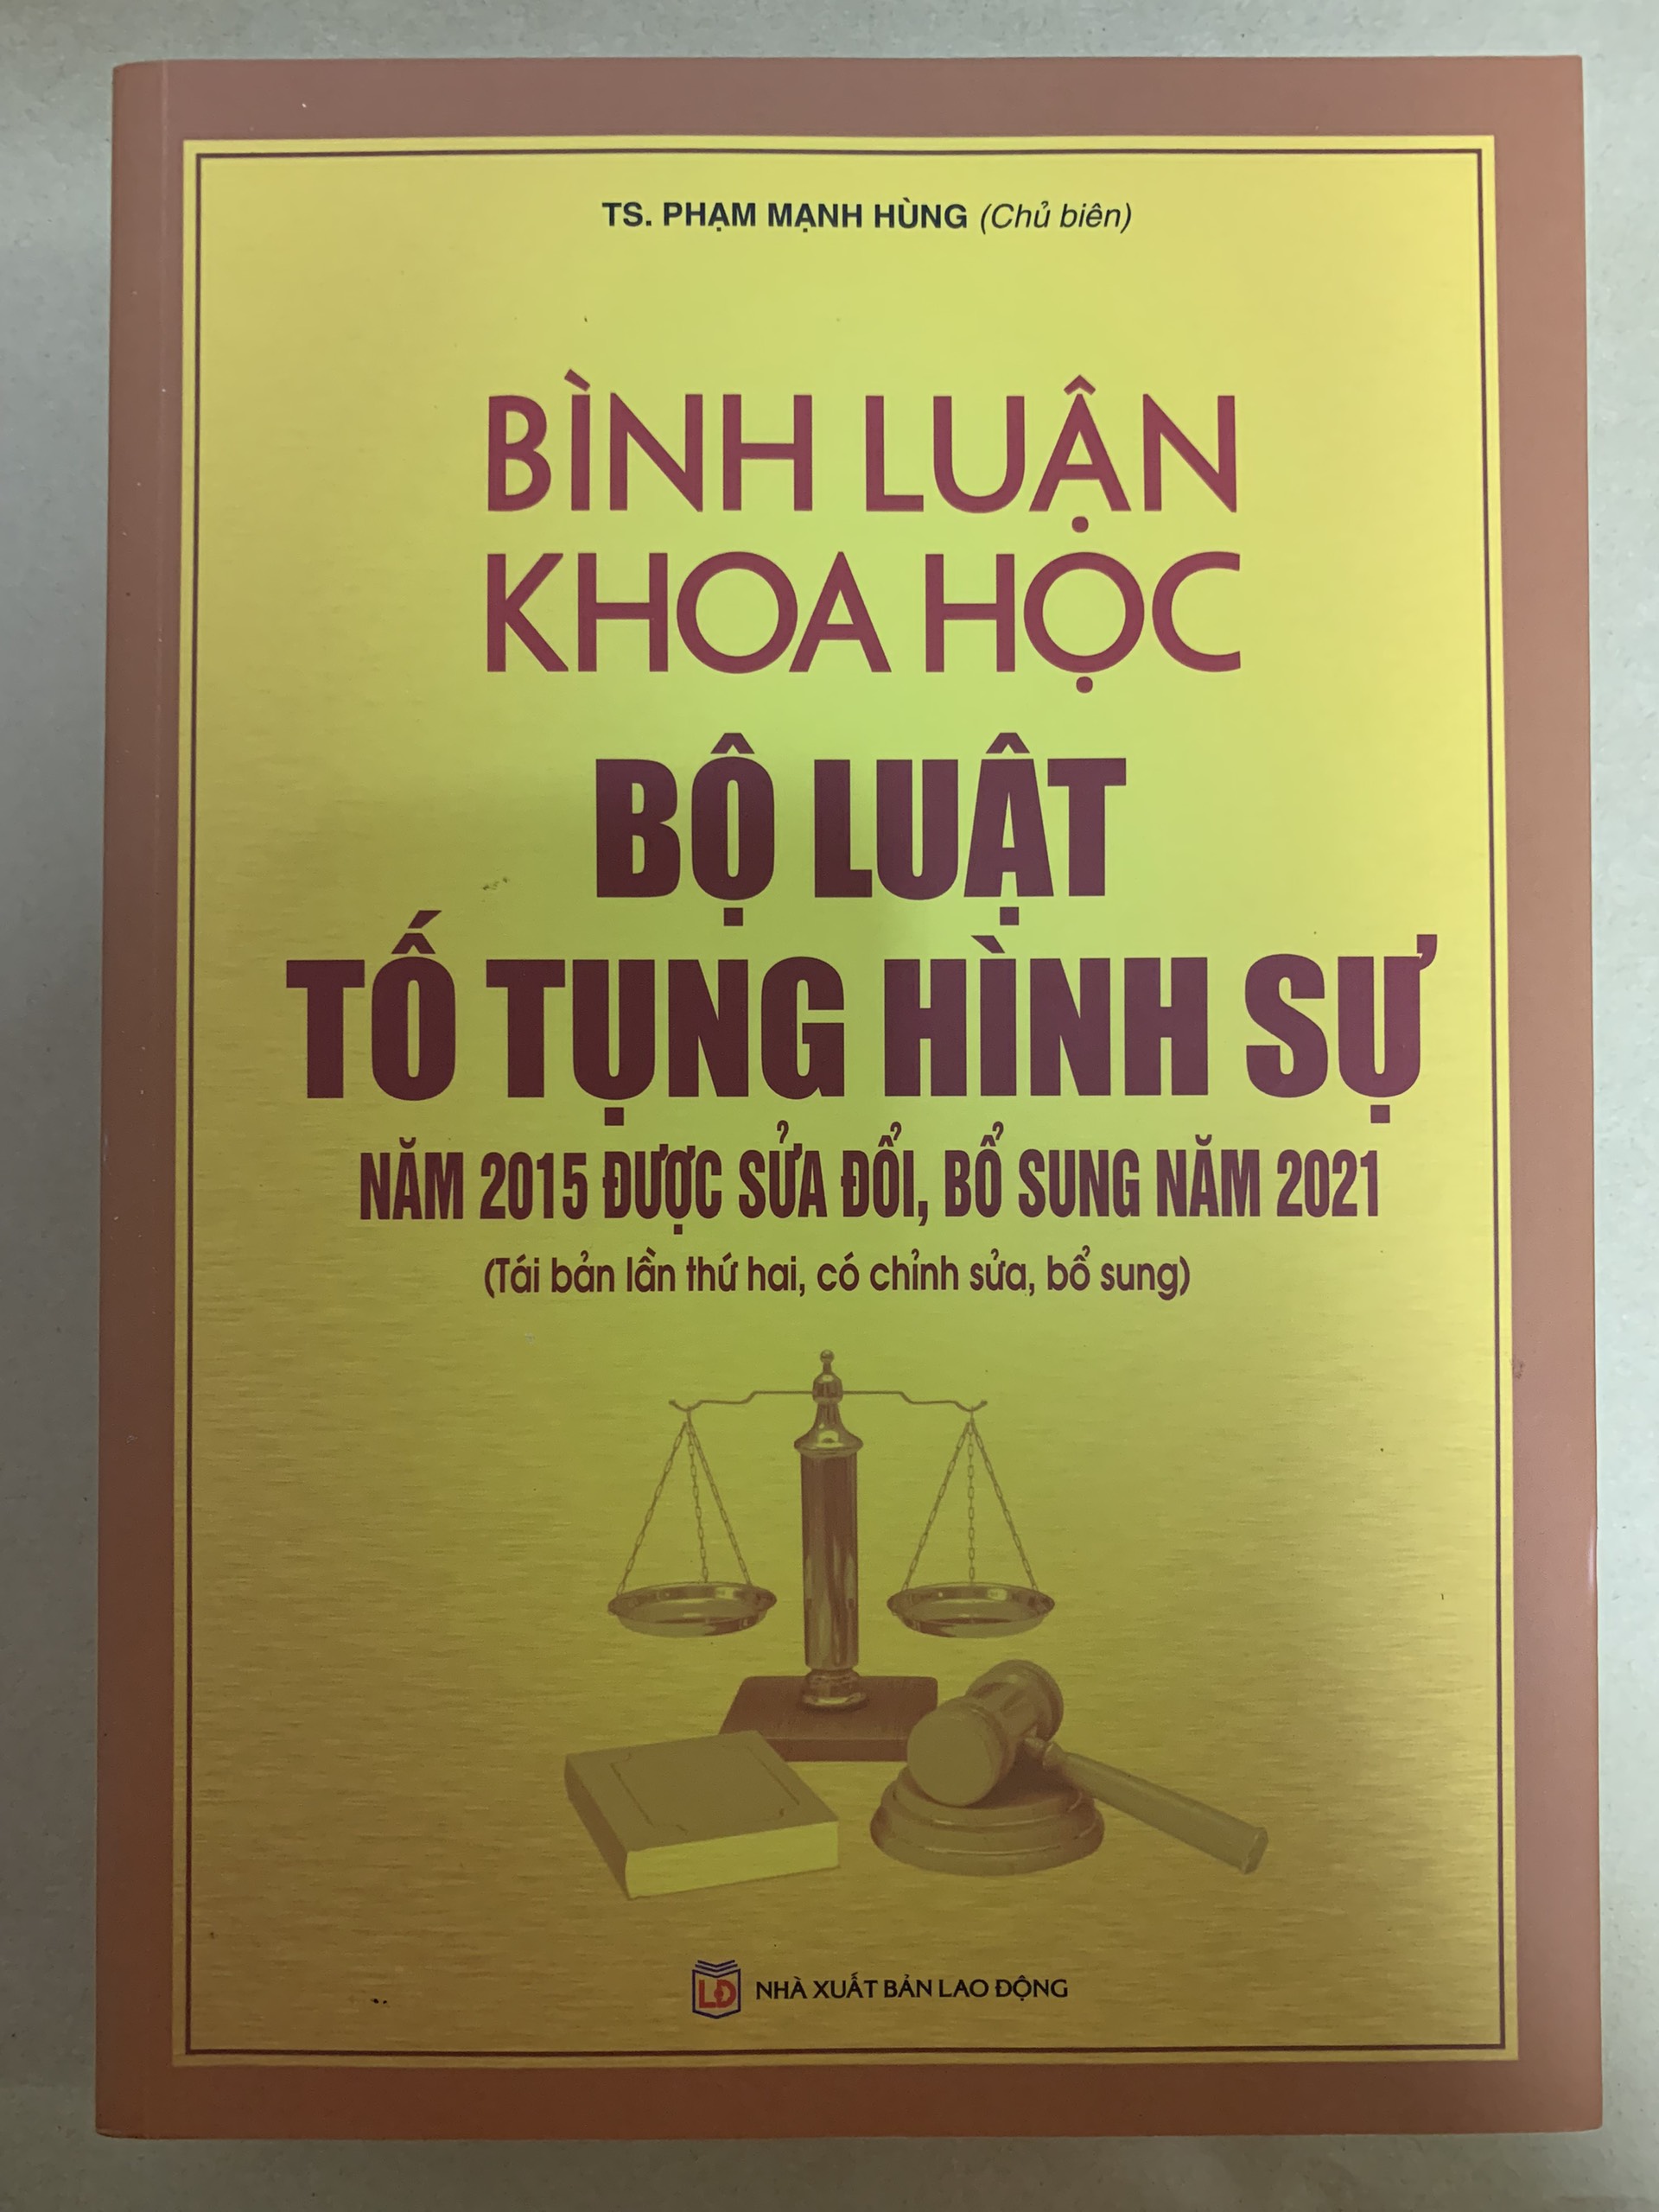 TS. PHẠM MẠNH HÙNG (Chủ biên)
BÌNH LUẬN
KHOA HỌC
BỘ LUẬT
TỐ TỤNG HÌNH SỰ
NĂM 2015 ĐƯỢC SỬA ĐỔI, BỔ SUNG NĂM 2021
(Tái bản lần thứ hai, có chỉnh sửa, bổ sung)
LĐ NHÀ XUẤT BẢN LAO ĐỘNG